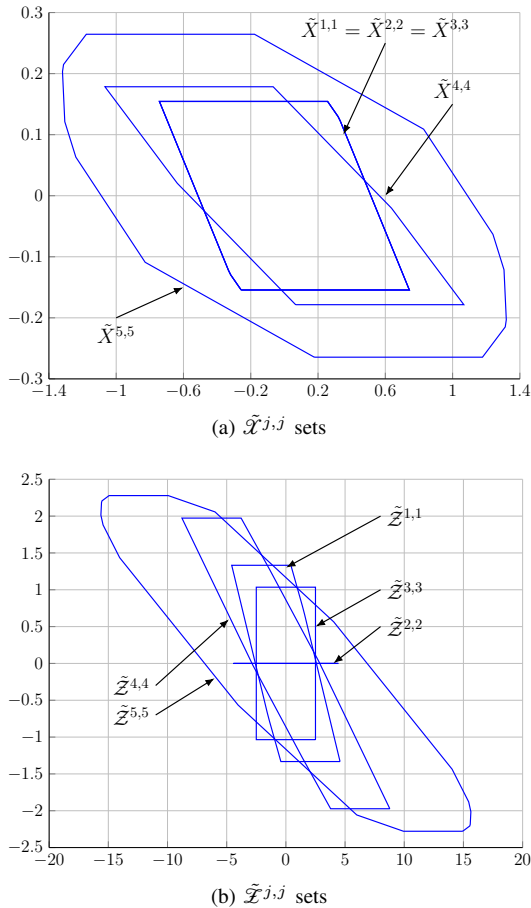 0.3
X̃^{1,1} = X̃^{2,2} = X̃^{3,3}
0.2
X̃^{4,4}
0.1
0
−0.1
X̃^{5,5}
−0.2
−0.3
−1.4 −1 −0.6 −0.2 0.2 0.6 1 1.4
(a) 𝒳̃^{j,j} sets
2.5
2
Z̃^{1,1}
1.5
1
Z̃^{3,3}
0.5
Z̃^{2,2}
0
Z̃^{4,4}
−0.5
Z̃^{5,5}
−1
−1.5
−2
−2.5
−20 −15 −10 −5 0 5 10 15 20
(b) 𝒵̃^{j,j} sets